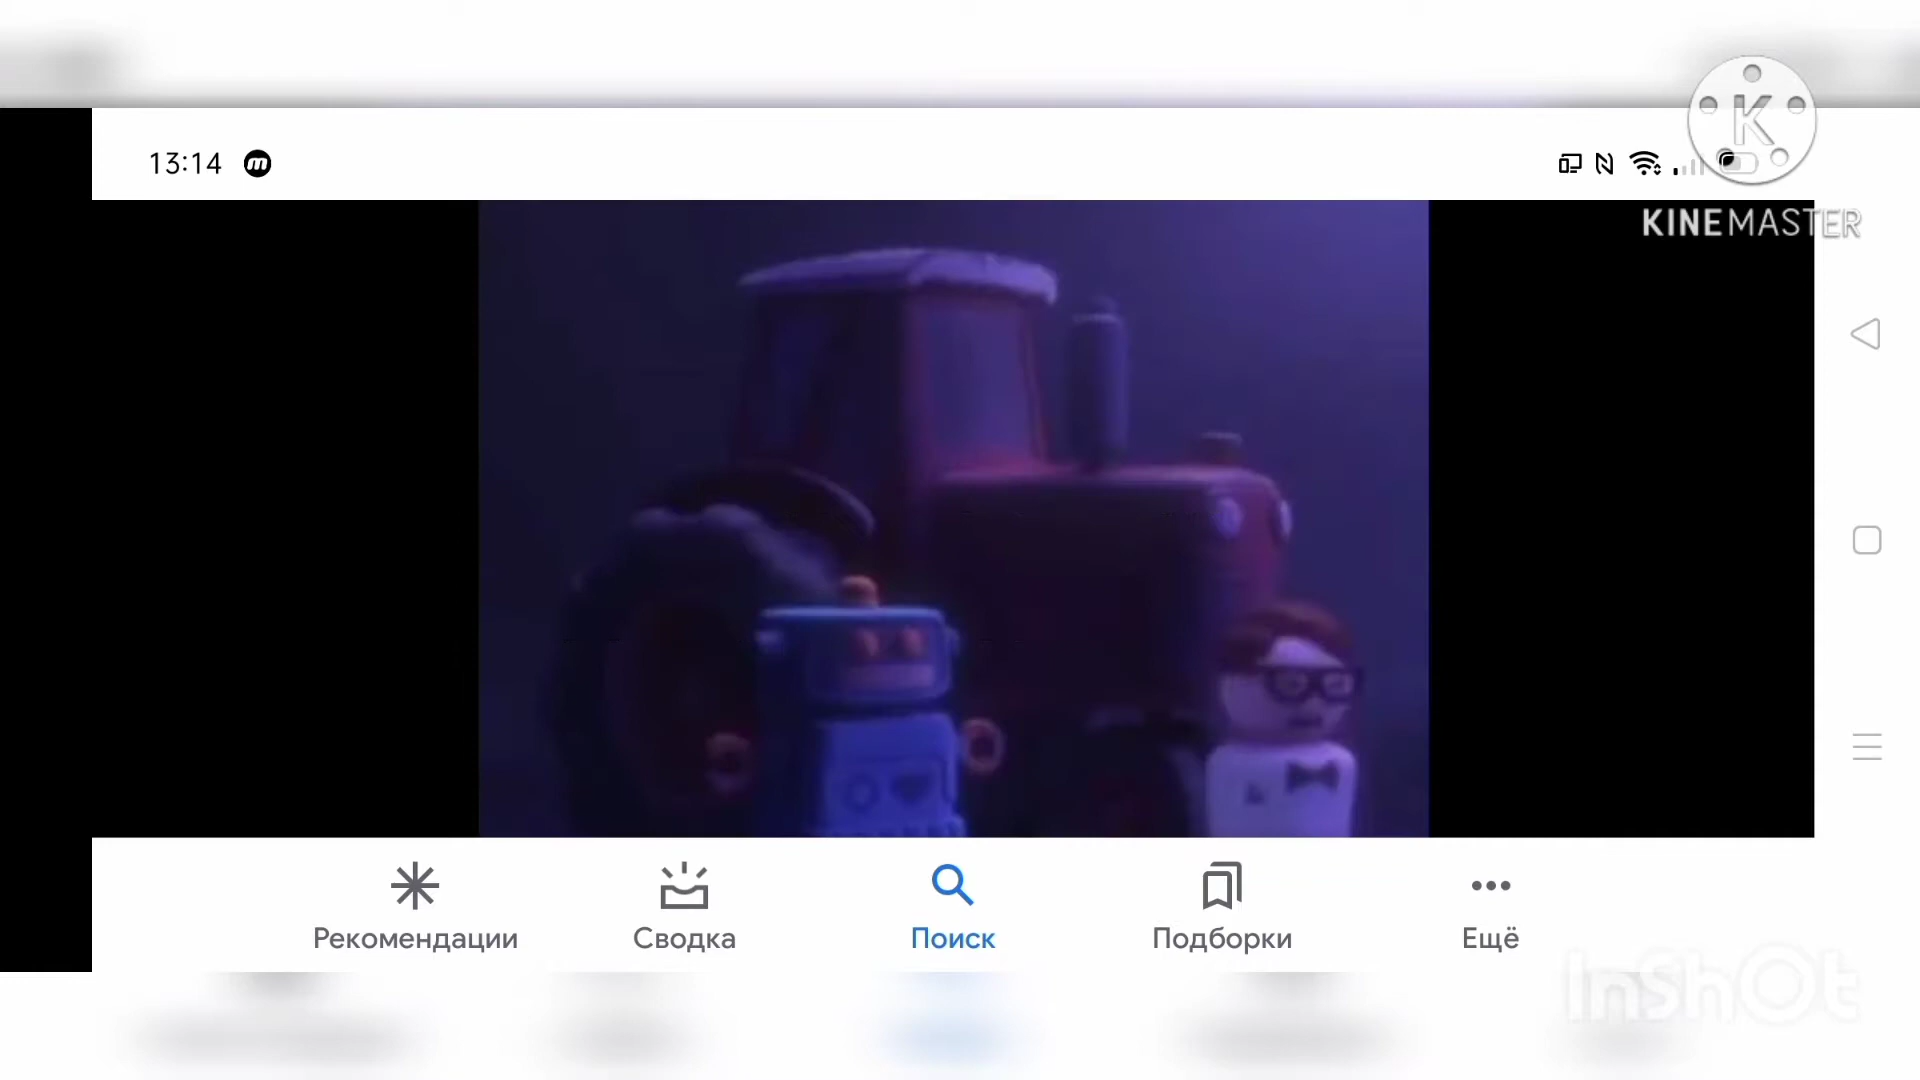 13:14
m
K
KINEMASTER
Рекомендации
Сводка
Поиск
Подборки
Ещё
InShOt